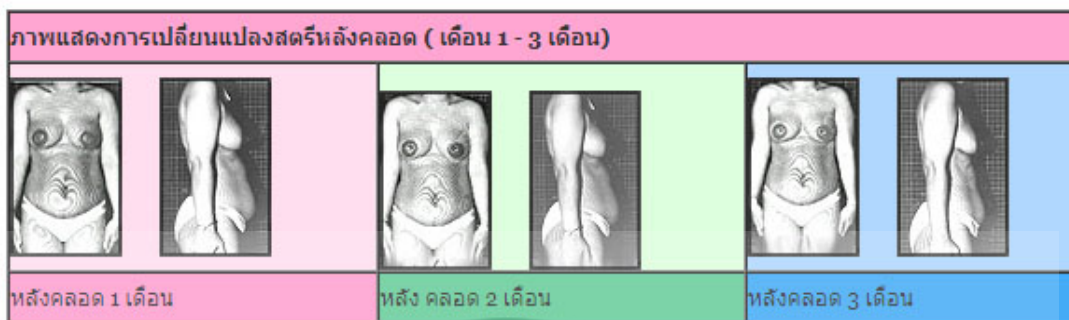 ภาพแสดงการเปลี่ยนแปลงสตรีหลังคลอด ( เดือน 1 - 3 เดือน)
หลังคลอด 1 เดือน
หลัง คลอด 2 เดือน
หลังคลอด 3 เดือน